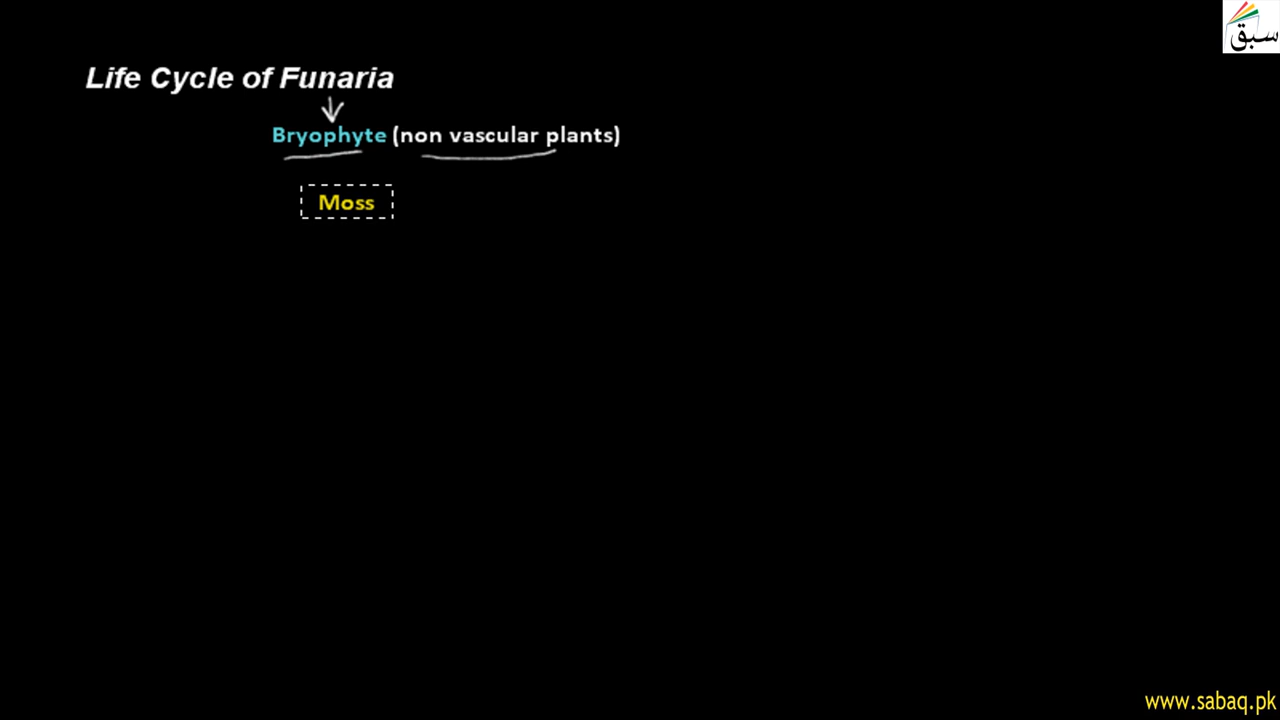 سبق
Life Cycle of Funaria
Bryophyte (non vascular plants)
Moss
www.sabaq.pk